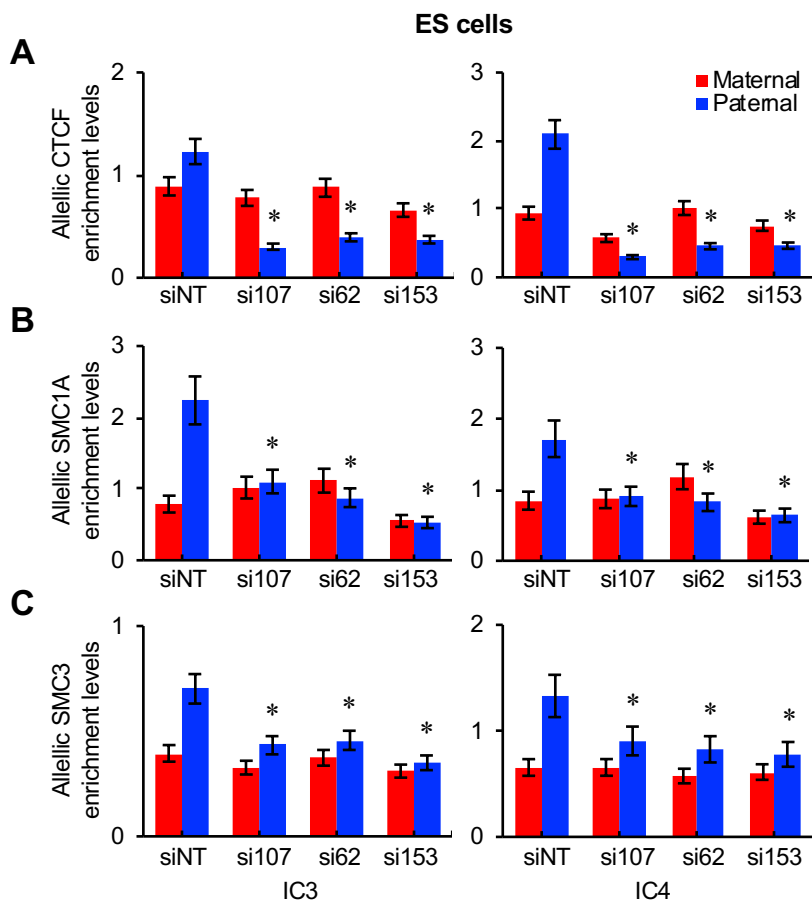 ES cells
A
Allelic CTCF
enrichment levels
2
1
0
*
*
*
siNT si107 si62 si153
3
2
1
0
Maternal
Paternal
*
*
*
siNT si107 si62 si153
B
Allelic SMC1A
enrichment levels
3
2
1
0
*
*
*
siNT si107 si62 si153
3
2
1
0
*
*
*
siNT si107 si62 si153
C
Allelic SMC3
enrichment levels
1
0
*
*
*
siNT si107 si62 si153
IC3
2
1
0
*
*
*
siNT si107 si62 si153
IC4